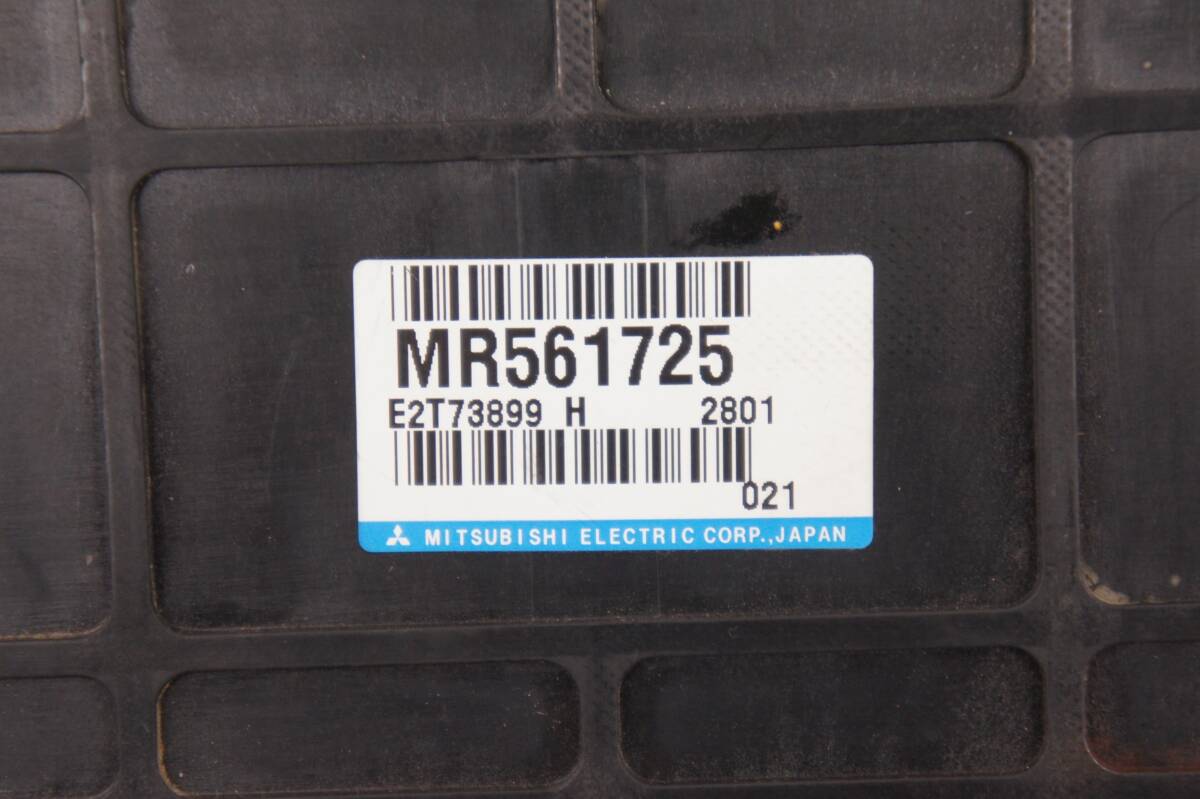 MR561725
E2T73899 H 2801
021
MITSUBISHI ELECTRIC CORP.,JAPAN